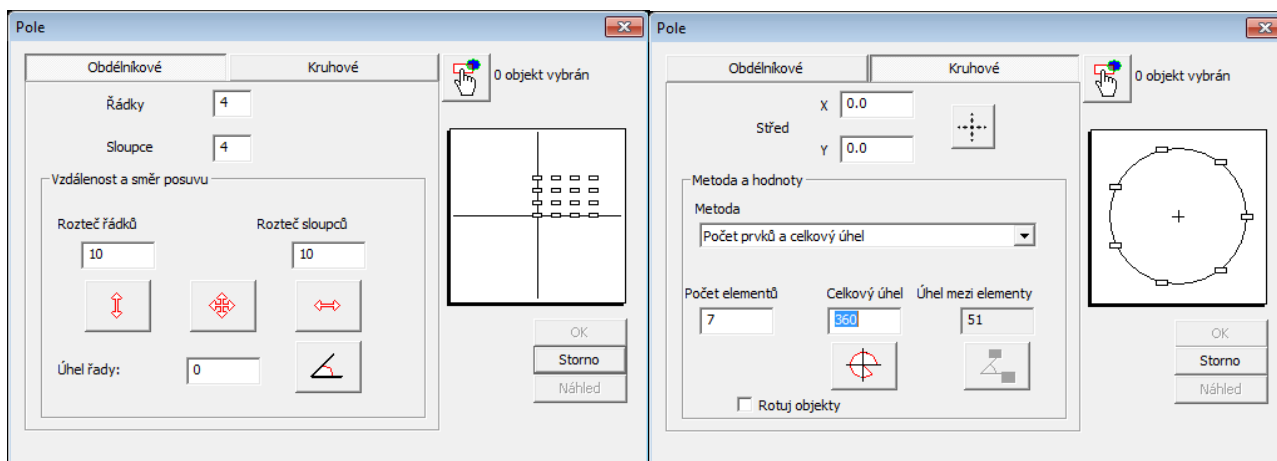 Pole
Obdélníkové Kruhové
0 objekt vybrán
Řádky 4
Sloupce 4
Vzdálenost a směr posuvu
Rozteč řádků Rozteč sloupců
10 10
Úhel řady: 0
OK
Storno
Náhled
Pole
Obdélníkové Kruhové
0 objekt vybrán
X 0.0
Střed
Y 0.0
Metoda a hodnoty
Metoda
Počet prvků a celkový úhel
Počet elementů Celkový úhel Úhel mezi elementy
7 360 51
Rotuj objekty
OK
Storno
Náhled